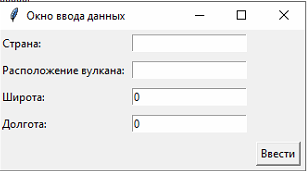 Окно ввода данных
Страна:
Расположение вулкана:
Широта: 0
Долгота: 0
Ввести